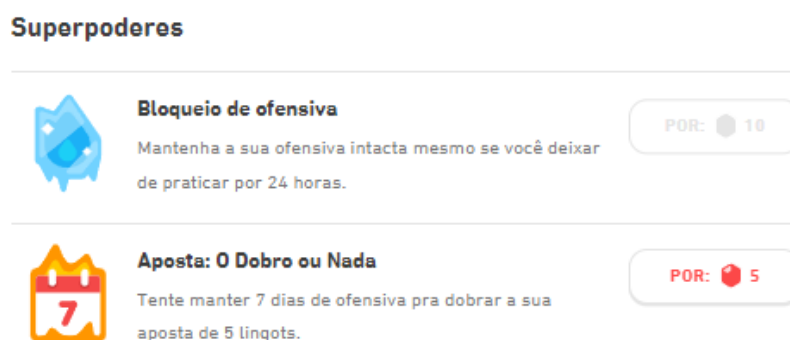 Superpoderes
Bloqueio de ofensiva
POR: 10
Mantenha a sua ofensiva intacta mesmo se você deixar
de praticar por 24 horas.
Aposta: O Dobro ou Nada
POR: 5
7
Tente manter 7 dias de ofensiva pra dobrar a sua
aposta de 5 lingots.